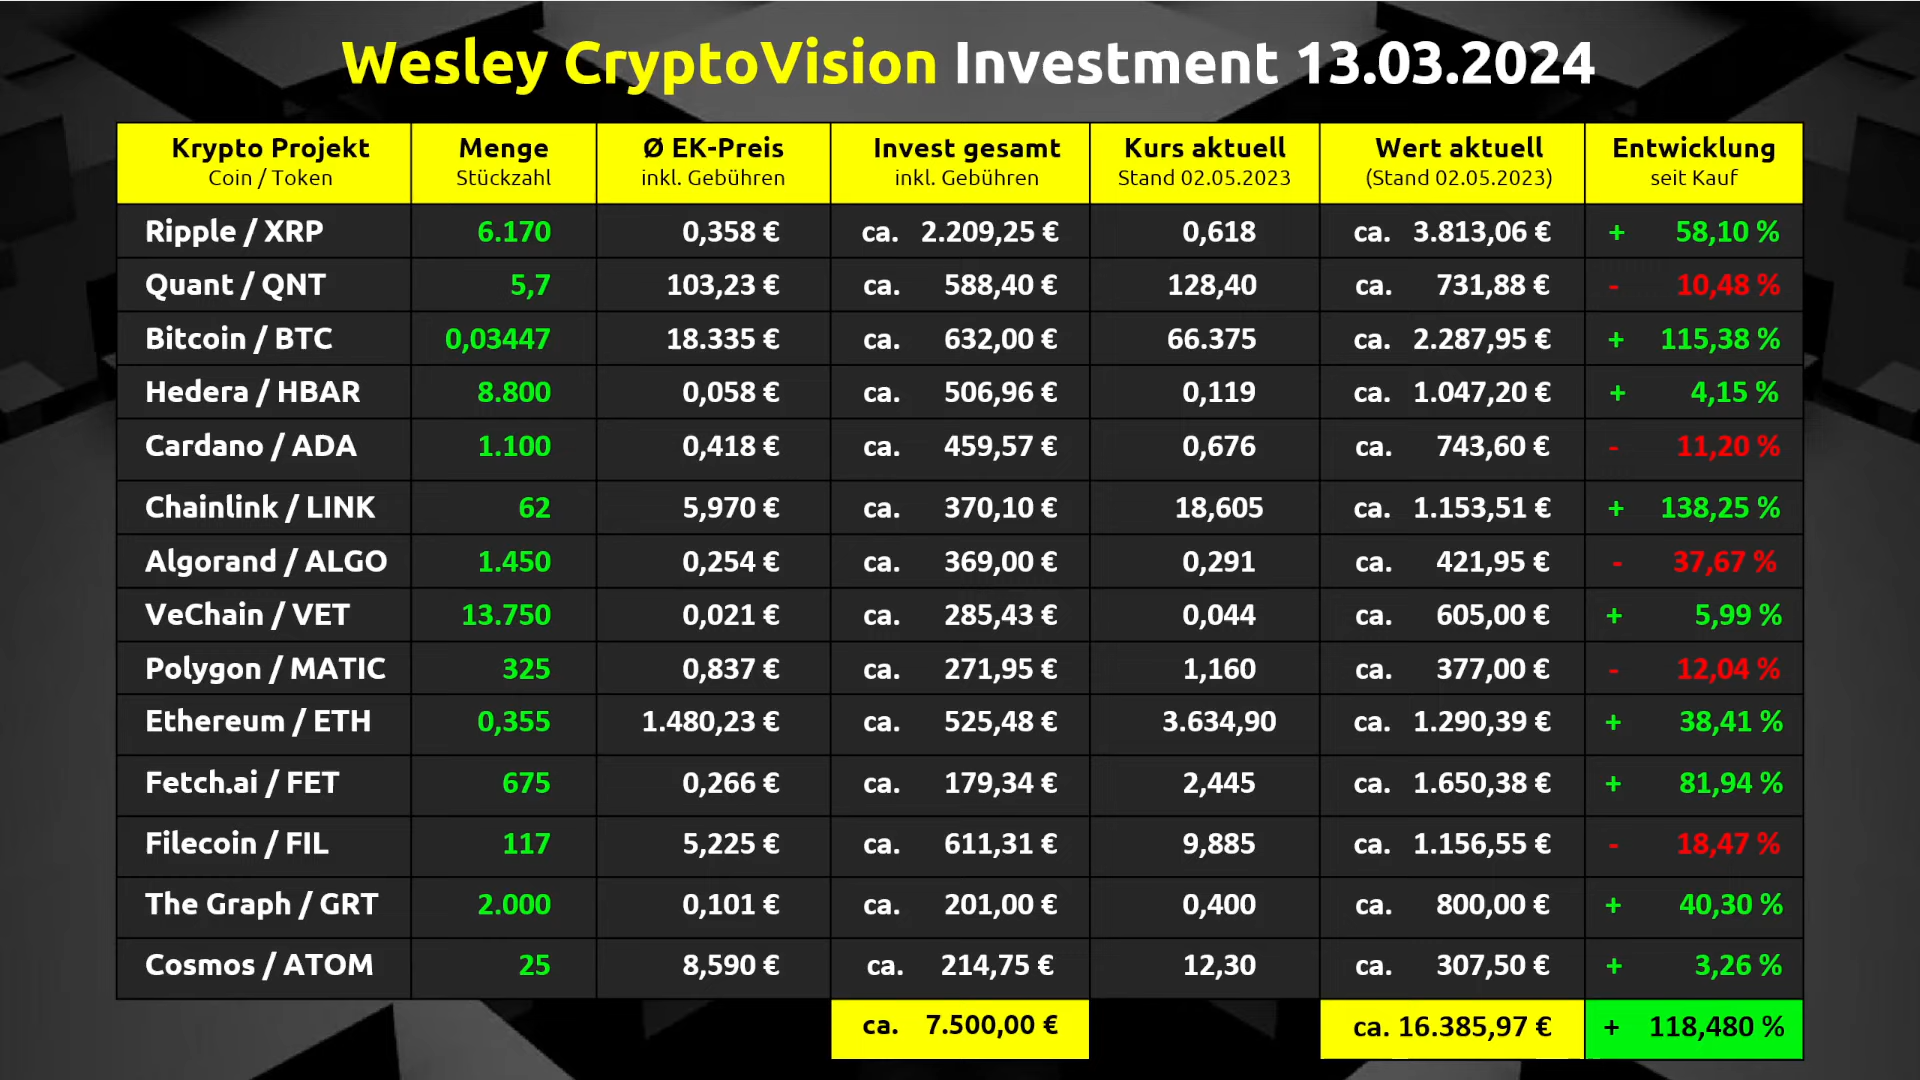 Wesley CryptoVision Investment 13.03.2024
Krypto Projekt Menge Ø EK-Preis Invest gesamt Kurs aktuell Wert aktuell Entwicklung
Coin / Token Stückzahl inkl. Gebühren inkl. Gebühren Stand 02.05.2023 (Stand 02.05.2023) seit Kauf
Ripple / XRP 6.170 0,358 € ca. 2.209,25 € 0,618 ca. 3.813,06 € + 58,10 %
Quant / QNT 5,7 103,23 € ca. 588,40 € 128,40 ca. 731,88 € - 10,48 %
Bitcoin / BTC 0,03447 18.335 € ca. 632,00 € 66.375 ca. 2.287,95 € + 115,38 %
Hedera / HBAR 8.800 0,058 € ca. 506,96 € 0,119 ca. 1.047,20 € + 4,15 %
Cardano / ADA 1.100 0,418 € ca. 459,57 € 0,676 ca. 743,60 € - 11,20 %
Chainlink / LINK 62 5,970 € ca. 370,10 € 18,605 ca. 1.153,51 € + 138,25 %
Algorand / ALGO 1.450 0,254 € ca. 369,00 € 0,291 ca. 421,95 € - 37,67 %
VeChain / VET 13.750 0,021 € ca. 285,43 € 0,044 ca. 605,00 € + 5,99 %
Polygon / MATIC 325 0,837 € ca. 271,95 € 1,160 ca. 377,00 € - 12,04 %
Ethereum / ETH 0,355 1.480,23 € ca. 525,48 € 3.634,90 ca. 1.290,39 € + 38,41 %
Fetch.ai / FET 675 0,266 € ca. 179,34 € 2,445 ca. 1.650,38 € + 81,94 %
Filecoin / FIL 117 5,225 € ca. 611,31 € 9,885 ca. 1.156,55 € - 18,47 %
The Graph / GRT 2.000 0,101 € ca. 201,00 € 0,400 ca. 800,00 € + 40,30 %
Cosmos / ATOM 25 8,590 € ca. 214,75 € 12,30 ca. 307,50 € + 3,26 %
ca. 7.500,00 € ca. 16.385,97 € + 118,480 %